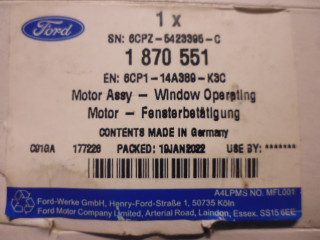 1 x
Ford
SN: 6CPZ-5423395-C
1 870 551
EN: 6CP1-14A389-K3C
Motor Assy - Window Operating
Motor - Fensterbetätigung
CONTENTS MADE IN Germany
C91GA 177226 PACKED: 19JAN2022 USE BY: *******
A4LPMS NO. MFL001
Ford-Werke GmbH, Henry-Ford-Straße 1, 50735 Köln
Ford Motor Company Limited, Arterial Road, Laindon, Essex. SS15 6EE